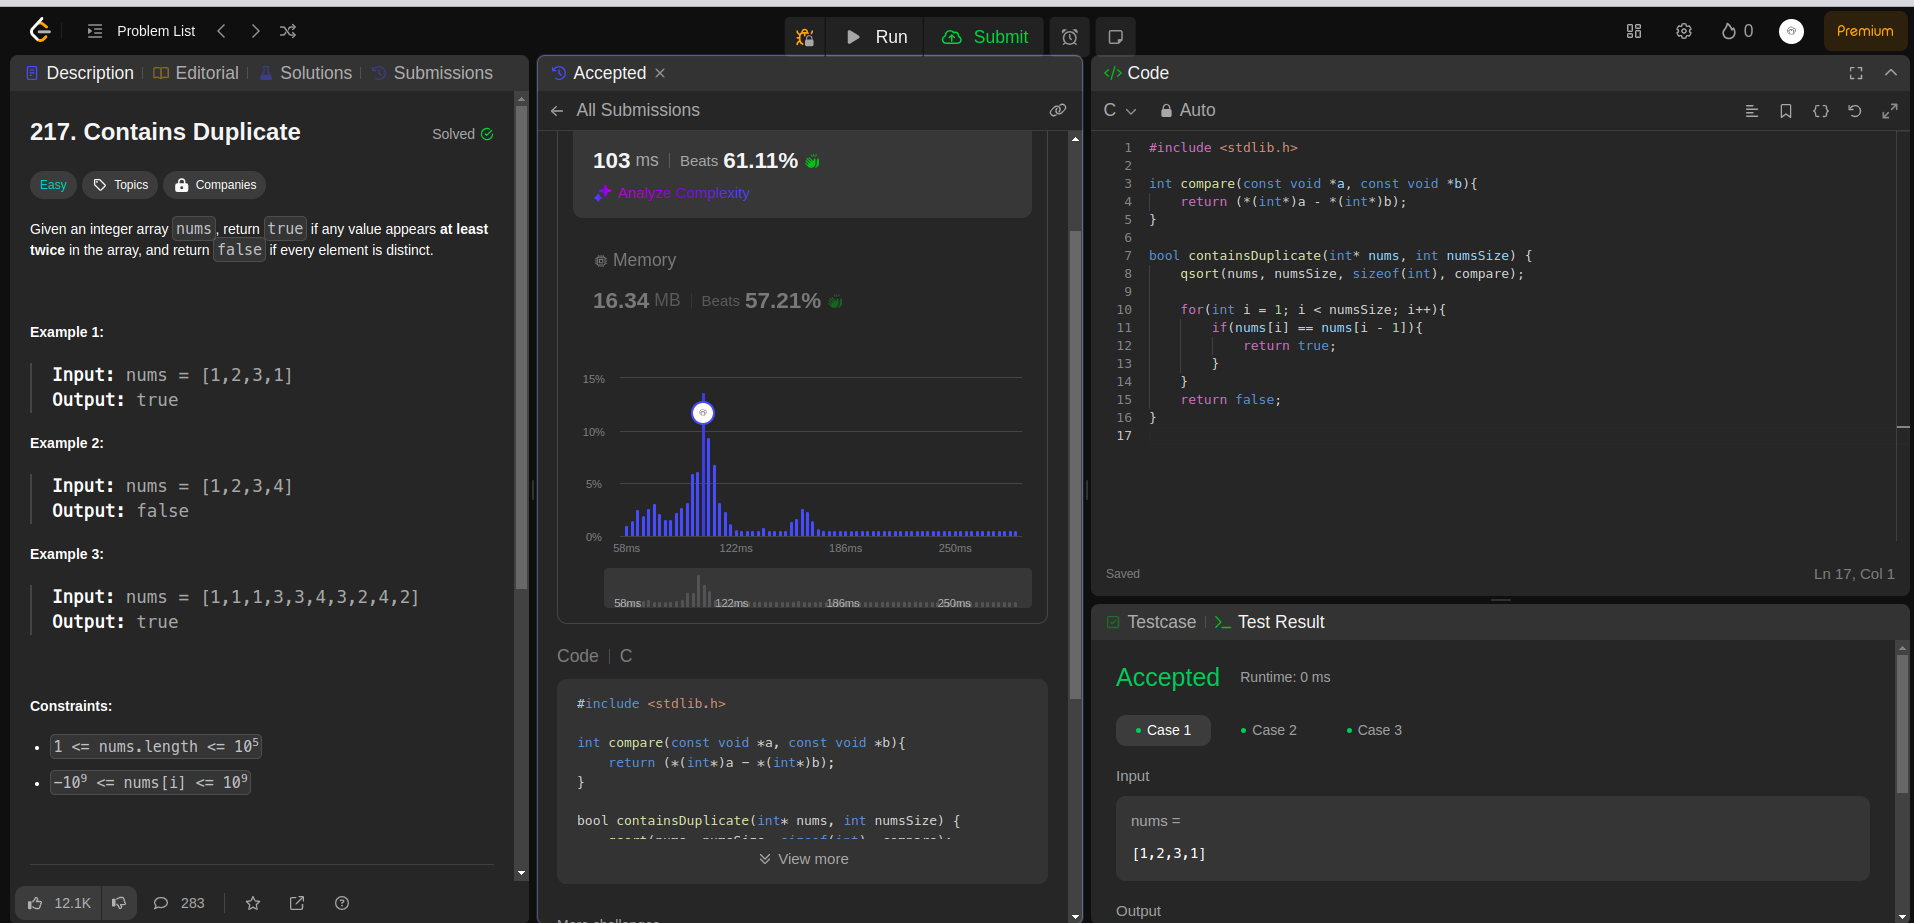 Problem List
Run
Submit
0
Premium
Description
Editorial
Solutions
Submissions
217. Contains Duplicate
Solved
Easy
Topics
Companies
Given an integer array nums, return true if any value appears at least
twice in the array, and return false if every element is distinct.
Example 1:
Input: nums = [1,2,3,1]
Output: true
Example 2:
Input: nums = [1,2,3,4]
Output: false
Example 3:
Input: nums = [1,1,1,3,3,4,3,2,4,2]
Output: true
Constraints:
1 <= nums.length <= 10⁵
-10⁹ <= nums[i] <= 10⁹
12.1K
283
Accepted
All Submissions
103 ms
Beats 61.11%
Analyze Complexity
Memory
16.34 MB
Beats 57.21%
15%
10%
5%
0%
58ms
122ms
186ms
250ms
58ms
122ms
186ms
250ms
Code
C
#include <stdlib.h>
int compare(const void *a, const void *b){
return (*(int*)a - *(int*)b);
}
bool containsDuplicate(int* nums, int numsSize) {
qsort(nums, numsSize, sizeof(int), compare);
View more
More challenges
</> Code
C
Auto
1 #include <stdlib.h>
2
3 int compare(const void *a, const void *b){
4 return (*(int*)a - *(int*)b);
5 }
6
7 bool containsDuplicate(int* nums, int numsSize) {
8 qsort(nums, numsSize, sizeof(int), compare);
9
10 for(int i = 1; i < numsSize; i++){
11 if(nums[i] == nums[i - 1]){
12 return true;
13 }
14 }
15 return false;
16 }
17
Saved
Ln 17, Col 1
Testcase
Test Result
Accepted
Runtime: 0 ms
Case 1
Case 2
Case 3
Input
nums =
[1,2,3,1]
Output